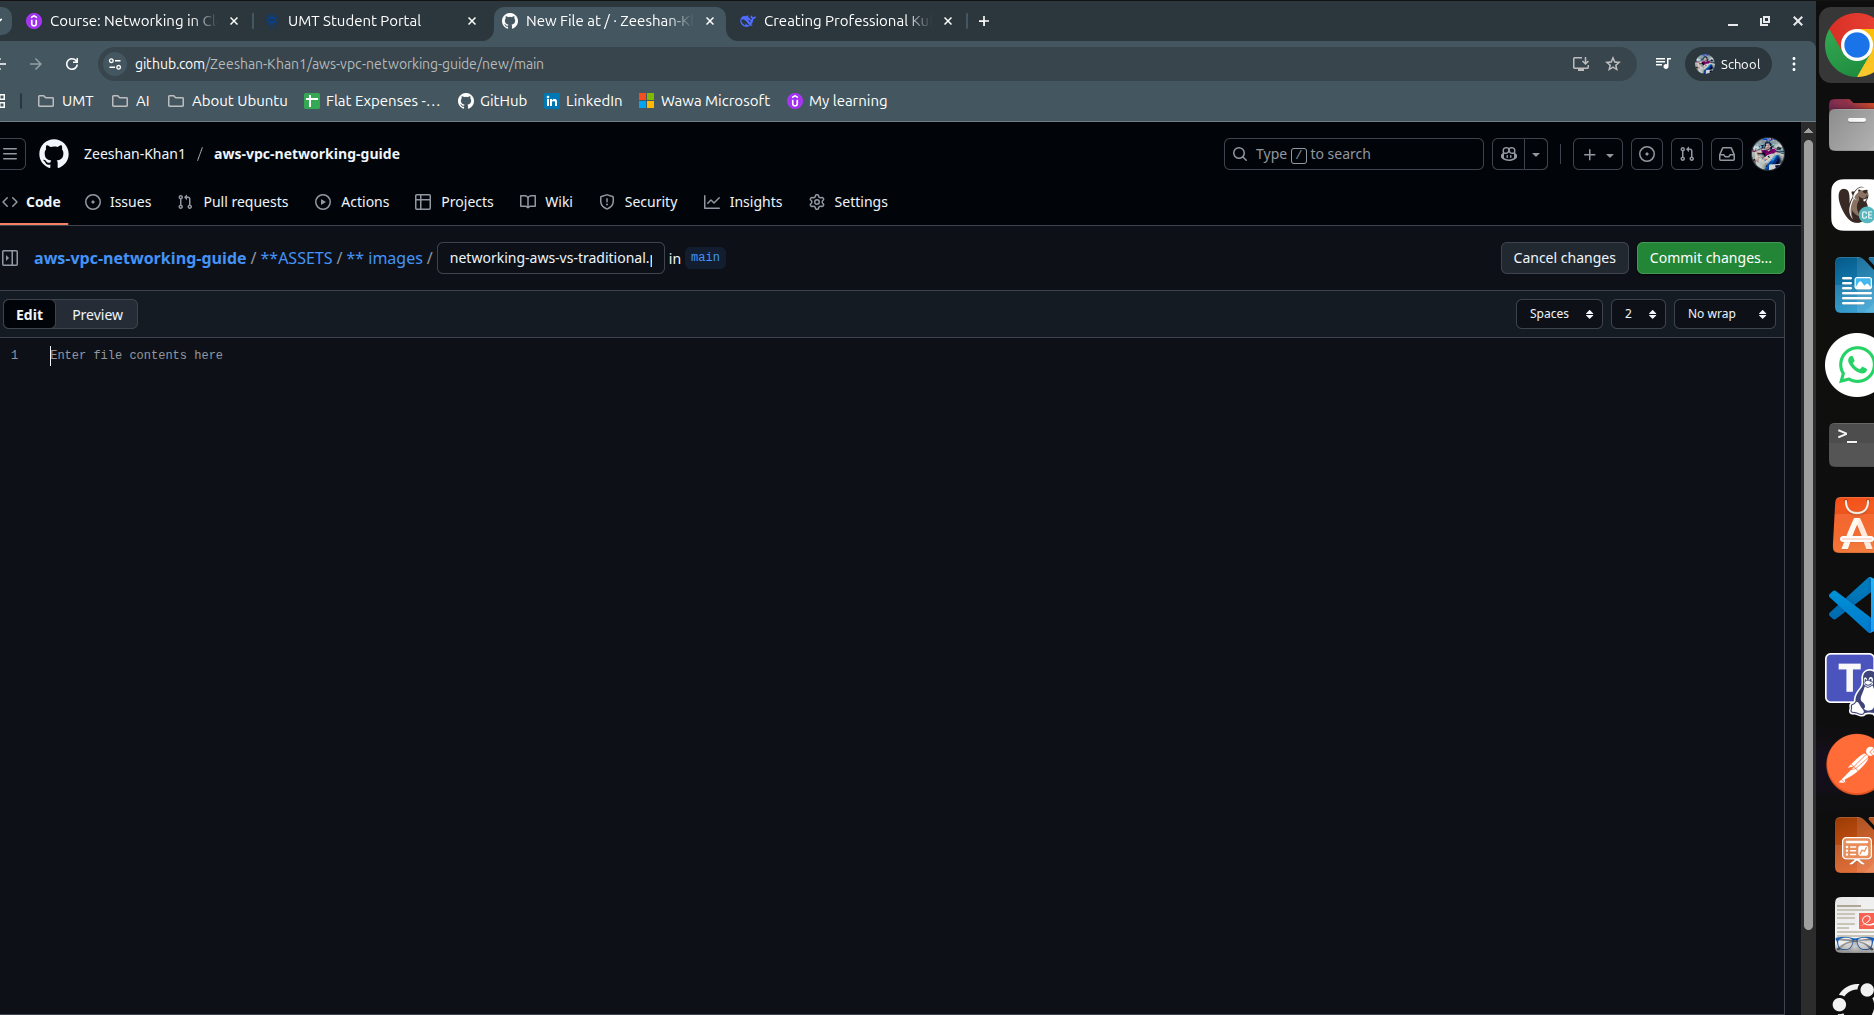 Course: Networking in Cl
UMT Student Portal
New File at / · Zeeshan-K
Creating Professional Ku
github.com/Zeeshan-Khan1/aws-vpc-networking-guide/new/main
School
UMT
AI
About Ubuntu
Flat Expenses -...
GitHub
LinkedIn
Wawa Microsoft
My learning
Zeeshan-Khan1 / aws-vpc-networking-guide
Type / to search
Code
Issues
Pull requests
Actions
Projects
Wiki
Security
Insights
Settings
aws-vpc-networking-guide / **ASSETS / ** images / networking-aws-vs-traditional.p in main
Cancel changes
Commit changes...
Edit
Preview
Spaces
2
No wrap
1 Enter file contents here